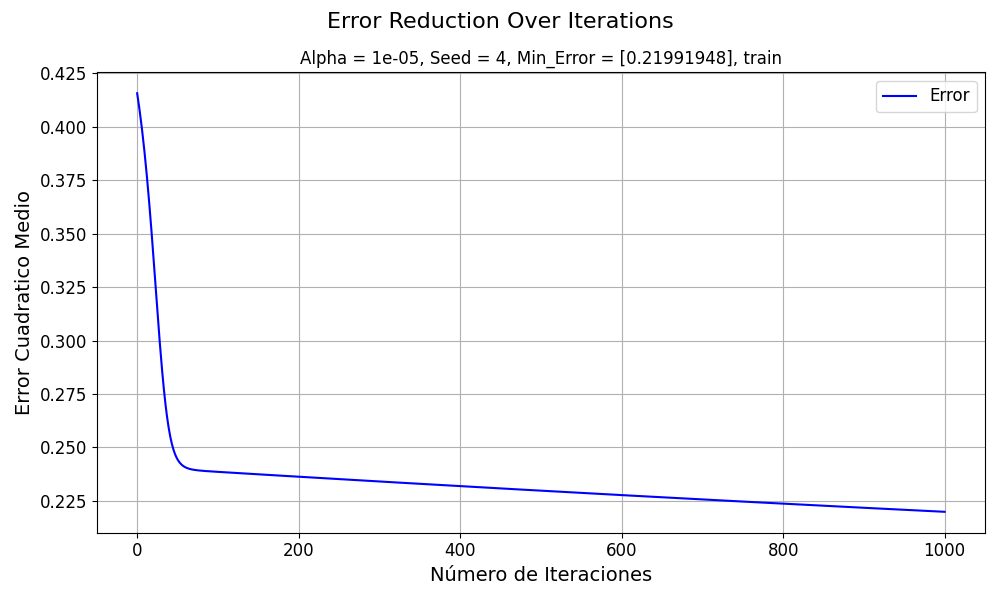 Error Reduction Over Iterations
Alpha = 1e-05, Seed = 4, Min_Error = [0.21991948], train
Error
Error Cuadratico Medio
0.425
0.400
0.375
0.350
0.325
0.300
0.275
0.250
0.225
0 200 400 600 800 1000
Número de Iteraciones